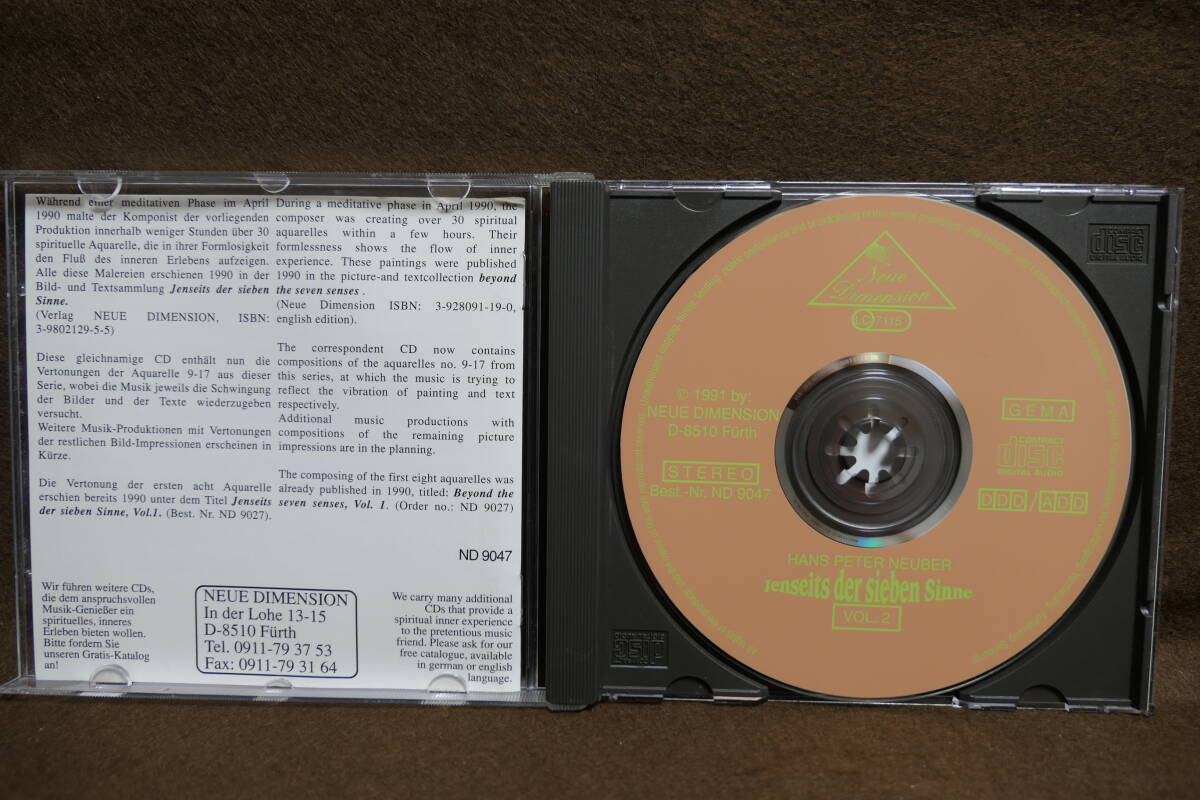 Während einer meditativen Phase im April
1990 malte der Komponist der vorliegenden
Produktion innerhalb weniger Stunden über 30
spirituelle Aquarelle, die in ihrer Formlosigkeit
den Fluß des inneren Erlebens aufzeigen.
Alle diese Malereien erschienen 1990 in der
Bild- und Textsammlung Jenseits der sieben
Sinne.
(Verlag NEUE DIMENSION, ISBN:
3-9802129-5-5)
Diese gleichnamige CD enthält nun die
Vertonungen der Aquarelle 9-17 aus dieser
Serie, wobei die Musik jeweils die Schwingung
der Bilder und der Texte wiederzugeben
versucht.
Weitere Musik-Produktionen mit Vertonungen
der restlichen Bild-Impressionen erscheinen in
Kürze.
Die Vertonung der ersten acht Aquarelle
erschien bereits 1990 unter dem Titel Jenseits
der sieben Sinne, Vol.1. (Best. Nr. ND 9027).
During a meditative phase in April 1990, the
composer was creating over 30 spiritual
aquarelles within a few hours. Their
formlessness shows the flow of inner
experience. These paintings were published
1990 in the picture-and textcollection beyond
the seven senses .
(Neue Dimension ISBN: 3-928091-19-0,
english edition).
The correspondent CD now contains
compositions of the aquarelles no. 9-17 from
this series, at which the music is trying to
reflect the vibration of painting and text
respectively.
Additional music productions with
compositions of the remaining picture
impressions are in the planning.
The composing of the first eight aquarelles was
already published in 1990, titled: Beyond the
seven senses, Vol. 1. (Order no.: ND 9027)
ND 9047
Wir führen weitere CDs,
die dem anspruchsvollen
Musik-Genießer ein
spirituelles, inneres
Erleben bieten wollen.
Bitte fordern Sie
unseren Gratis-Katalog
an!
NEUE DIMENSION
In der Lohe 13-15
D-8510 Fürth
Tel. 0911-79 37 53
Fax: 0911-79 31 64
We carry many additional
CDs that provide a
spiritual inner experience
to the pretentious music
friend. Please ask for our
free catalogue, available
in german or english
language.
Neue
Dimension
LC 7115
© 1991 by:
NEUE DIMENSION
D-8510 Fürth
STEREO
Best.-Nr. ND 9047
GEMA
COMPACT
disc
DIGITAL AUDIO
DDD/ADD
HANS PETER NEUBER
Jenseits der sieben Sinne
VOL. 2
COMPACT
disc
DIGITAL AUDIO